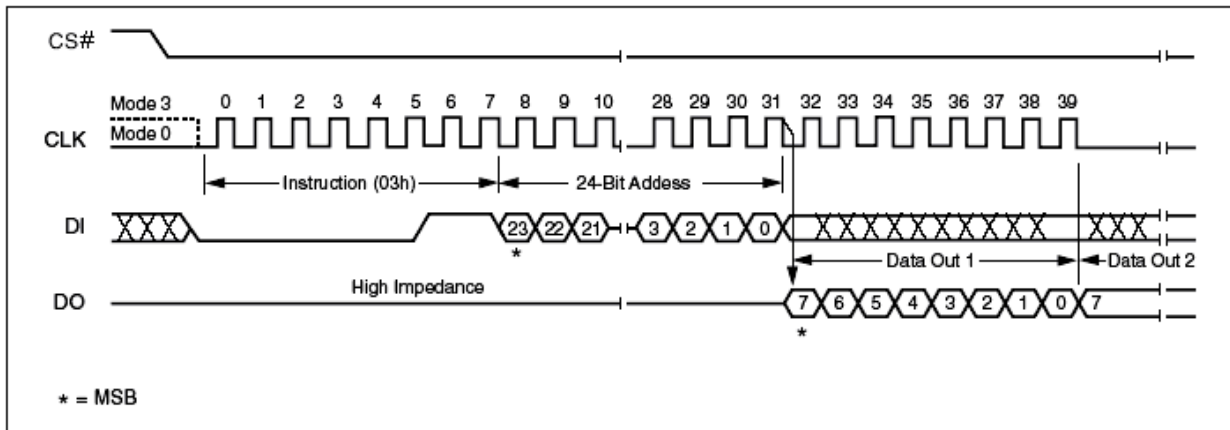 CS#
Mode 3
0 1 2 3 4 5 6 7 8 9 10 28 29 30 31 32 33 34 35 36 37 38 39
Mode 0
CLK
Instruction (03h)
24-Bit Addess
DI
23 22 21 3 2 1 0
*
Data Out 1
Data Out 2
High Impedance
DO
7 6 5 4 3 2 1 0 7
*
* = MSB